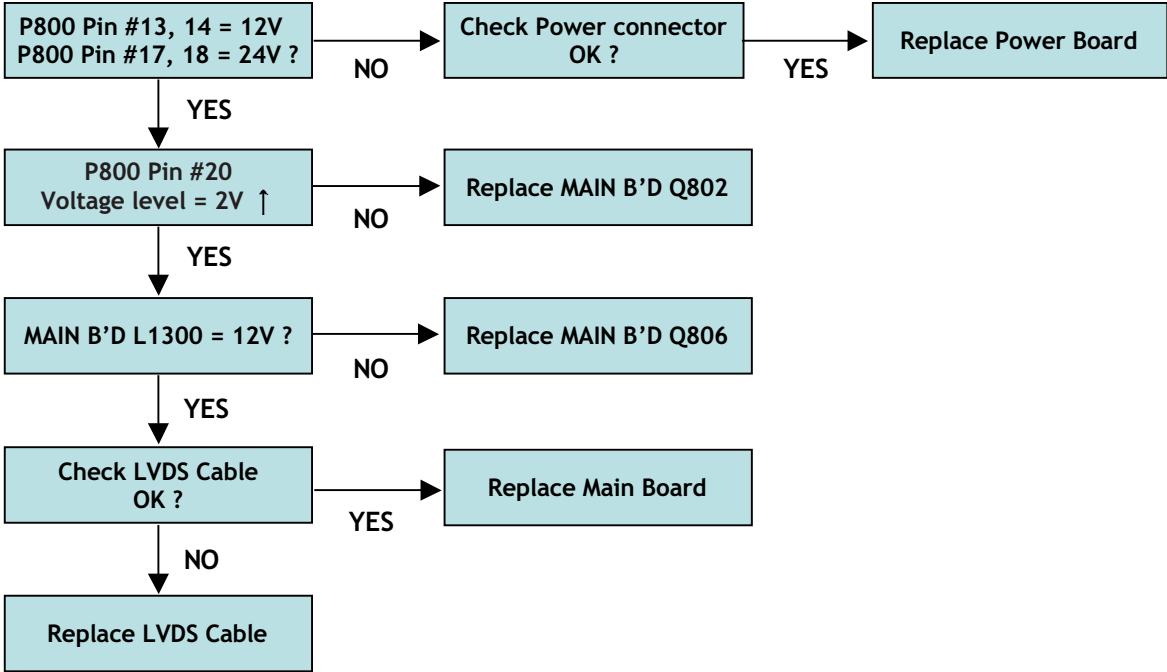 P800 Pin #13, 14 = 12V
P800 Pin #17, 18 = 24V ?
NO
Check Power connector
OK ?
YES
Replace Power Board
YES
P800 Pin #20
Voltage level = 2V ↑
NO
Replace MAIN B’D Q802
YES
MAIN B’D L1300 = 12V ?
NO
Replace MAIN B’D Q806
YES
Check LVDS Cable
OK ?
YES
Replace Main Board
NO
Replace LVDS Cable